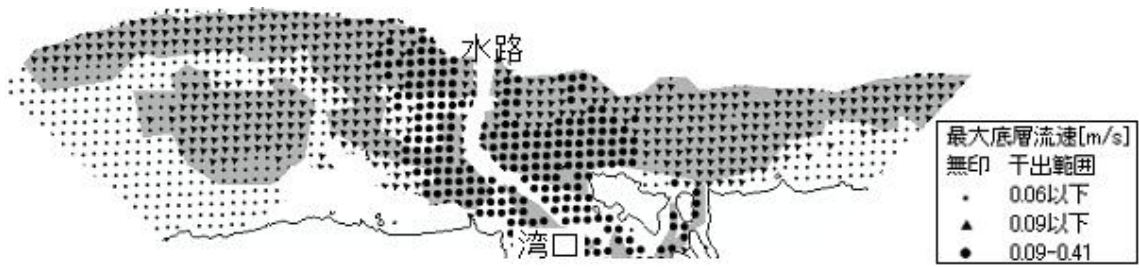 水路
湾口
最大底層流速[m/s]
無印 干出範囲
0.06以下
0.09以下
0.09-0.41